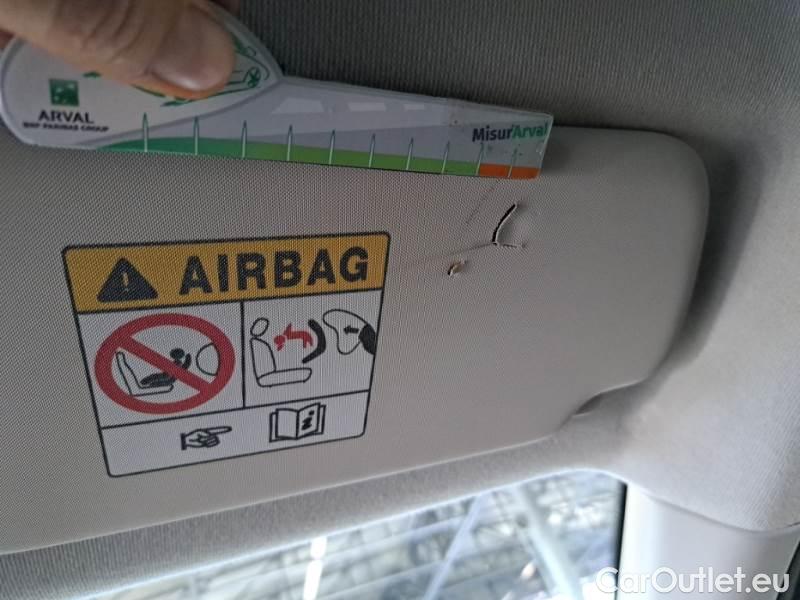 ARVAL
BNP PARIBAS GROUP
MisurArval
AIRBAG
CarOutlet.eu